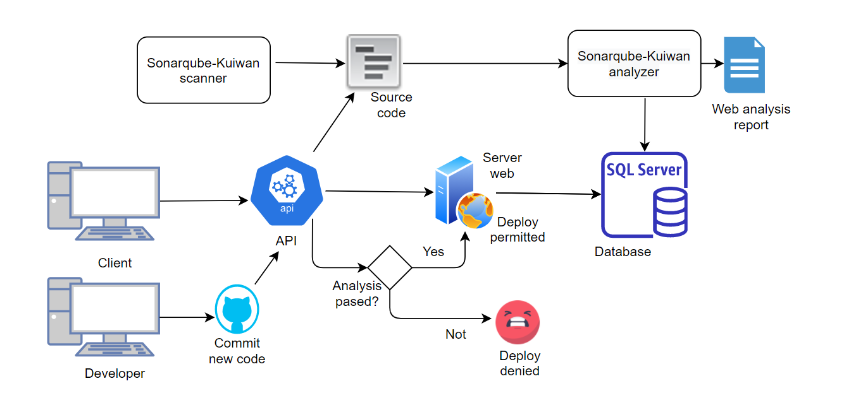 Sonarqube-Kuiwan
scanner
Source
code
Sonarqube-Kuiwan
analyzer
Web analysis
report
Client
api
API
Server
web
Deploy
permitted
SQL Server
Database
Analysis
pased?
Yes
Not
Deploy
denied
Commit
new code
Developer